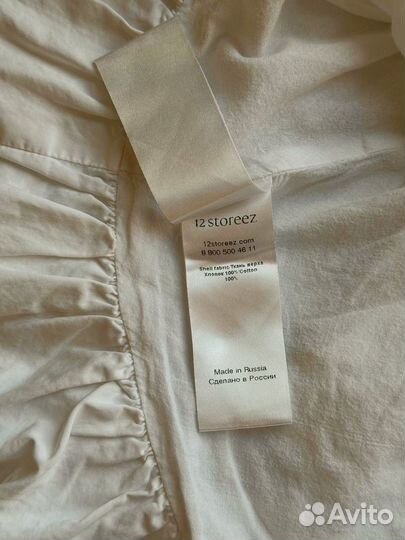 12 STOREEZ
12storeez.com
8 800 500 46 11
Shell fabric Ткань верха
Хлопок 100%/Cotton
100%
Made in Russia
Сделано в России
Avito